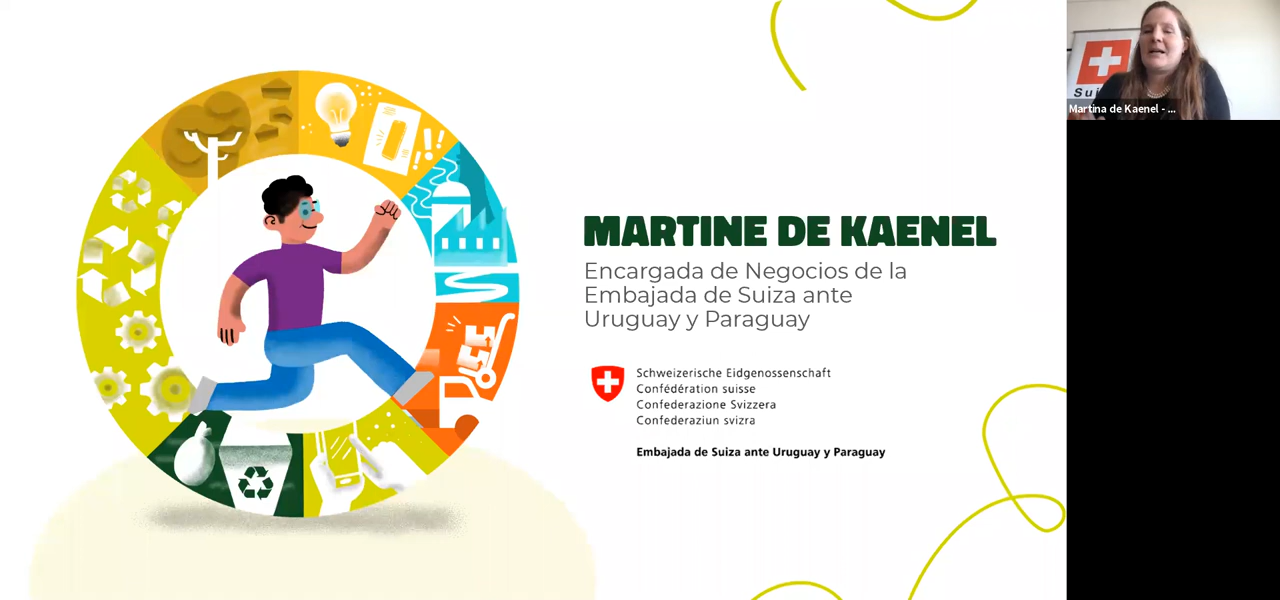 MARTINE DE KAENEL
Encargada de Negocios de la
Embajada de Suiza ante
Uruguay y Paraguay
Schweizerische Eidgenossenschaft
Confédération suisse
Confederazione Svizzera
Confederaziun svizra
Embajada de Suiza ante Uruguay y Paraguay
Martina de Kaenel - ...